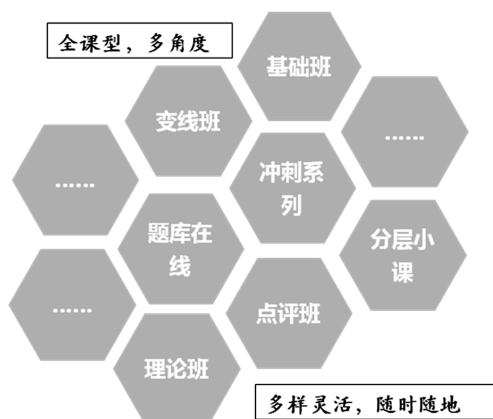 全课型，多角度
基础班
变线班
……
……
冲刺系
列
题库在
线
分层小
课
……
点评班
理论班
多样灵活，随时随地